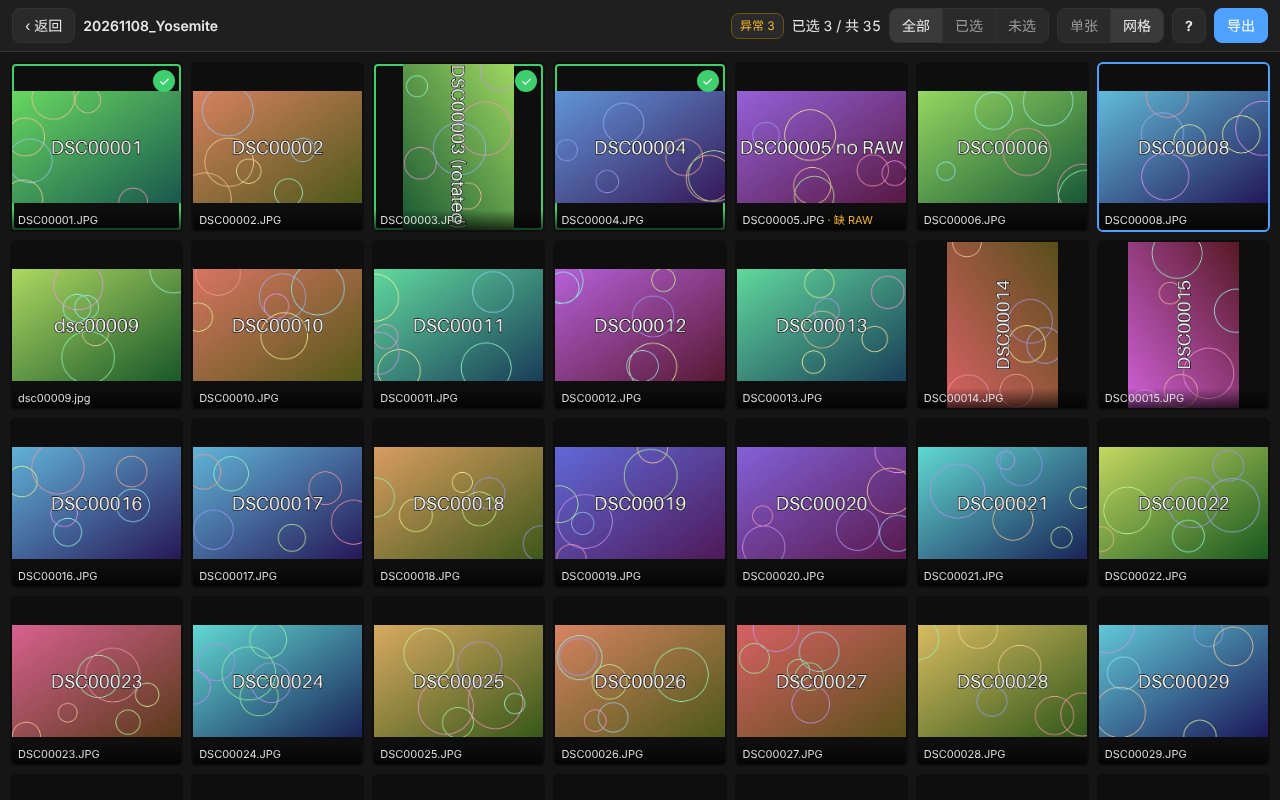 ‹ 返回 20261108_Yosemite 异常 3 已选 3 / 共 35 全部 已选 未选 单张 网格 ? 导出
DSC00001 DSC00002 DSC00003 (rotated) DSC00004 DSC00005 no RAW DSC00006 DSC00008
DSC00001.JPG DSC00002.JPG DSC00003.JPG DSC00004.JPG DSC00005.JPG · 缺 RAW DSC00006.JPG DSC00008.JPG
dsc00009 DSC00010 DSC00011 DSC00012 DSC00013 DSC00014 DSC00015
dsc00009.jpg DSC00010.JPG DSC00011.JPG DSC00012.JPG DSC00013.JPG DSC00014.JPG DSC00015.JPG
DSC00016 DSC00017 DSC00018 DSC00019 DSC00020 DSC00021 DSC00022
DSC00016.JPG DSC00017.JPG DSC00018.JPG DSC00019.JPG DSC00020.JPG DSC00021.JPG DSC00022.JPG
DSC00023 DSC00024 DSC00025 DSC00026 DSC00027 DSC00028 DSC00029
DSC00023.JPG DSC00024.JPG DSC00025.JPG DSC00026.JPG DSC00027.JPG DSC00028.JPG DSC00029.JPG